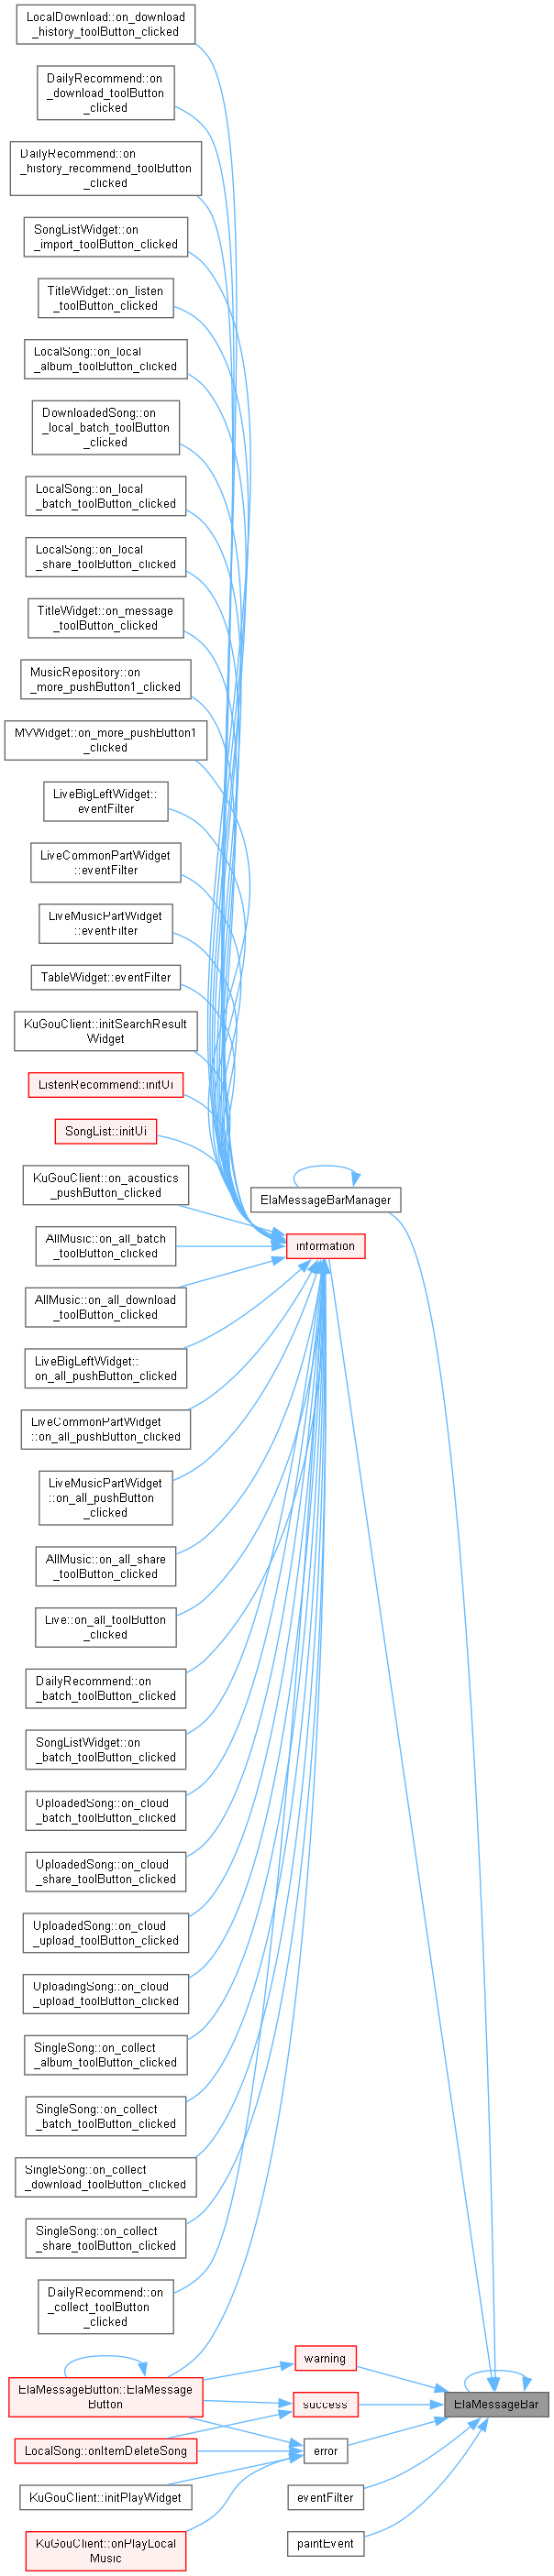 LocalDownload::on_download
_history_toolButton_clicked
DailyRecommend::on
_download_toolButton
_clicked
DailyRecommend::on
_history_recommend_toolButton
_clicked
SongListWidget::on
_import_toolButton_clicked
TitleWidget::on_listen
_toolButton_clicked
LocalSong::on_local
_album_toolButton_clicked
DownloadedSong::on
_local_batch_toolButton
_clicked
LocalSong::on_local
_batch_toolButton_clicked
LocalSong::on_local
_share_toolButton_clicked
TitleWidget::on_message
_toolButton_clicked
MusicRepository::on
_more_pushButton1_clicked
MVWidget::on_more_pushButton1
_clicked
LiveBigLeftWidget::
eventFilter
LiveCommonPartWidget
::eventFilter
LiveMusicPartWidget
::eventFilter
TableWidget::eventFilter
KuGouClient::initSearchResult
Widget
ListenRecommend::initUi
SongList::initUi
KuGouClient::on_acoustics
_pushButton_clicked
ElaMessageBarManager
AllMusic::on_all_batch
_toolButton_clicked
information
AllMusic::on_all_download
_toolButton_clicked
LiveBigLeftWidget::
on_all_pushButton_clicked
LiveCommonPartWidget
::on_all_pushButton_clicked
LiveMusicPartWidget
::on_all_pushButton
_clicked
AllMusic::on_all_share
_toolButton_clicked
Live::on_all_toolButton
_clicked
DailyRecommend::on
_batch_toolButton_clicked
SongListWidget::on
_batch_toolButton_clicked
UploadedSong::on_cloud
_batch_toolButton_clicked
UploadedSong::on_cloud
_share_toolButton_clicked
UploadedSong::on_cloud
_upload_toolButton_clicked
UploadingSong::on_cloud
_upload_toolButton_clicked
SingleSong::on_collect
_album_toolButton_clicked
SingleSong::on_collect
_batch_toolButton_clicked
SingleSong::on_collect
_download_toolButton_clicked
SingleSong::on_collect
_share_toolButton_clicked
DailyRecommend::on
_collect_toolButton
_clicked
warning
ElaMessageButton::ElaMessage
Button
success
ElaMessageBar
LocalSong::onItemDeleteSong
error
KuGouClient::initPlayWidget
eventFilter
KuGouClient::onPlayLocal
Music
paintEvent